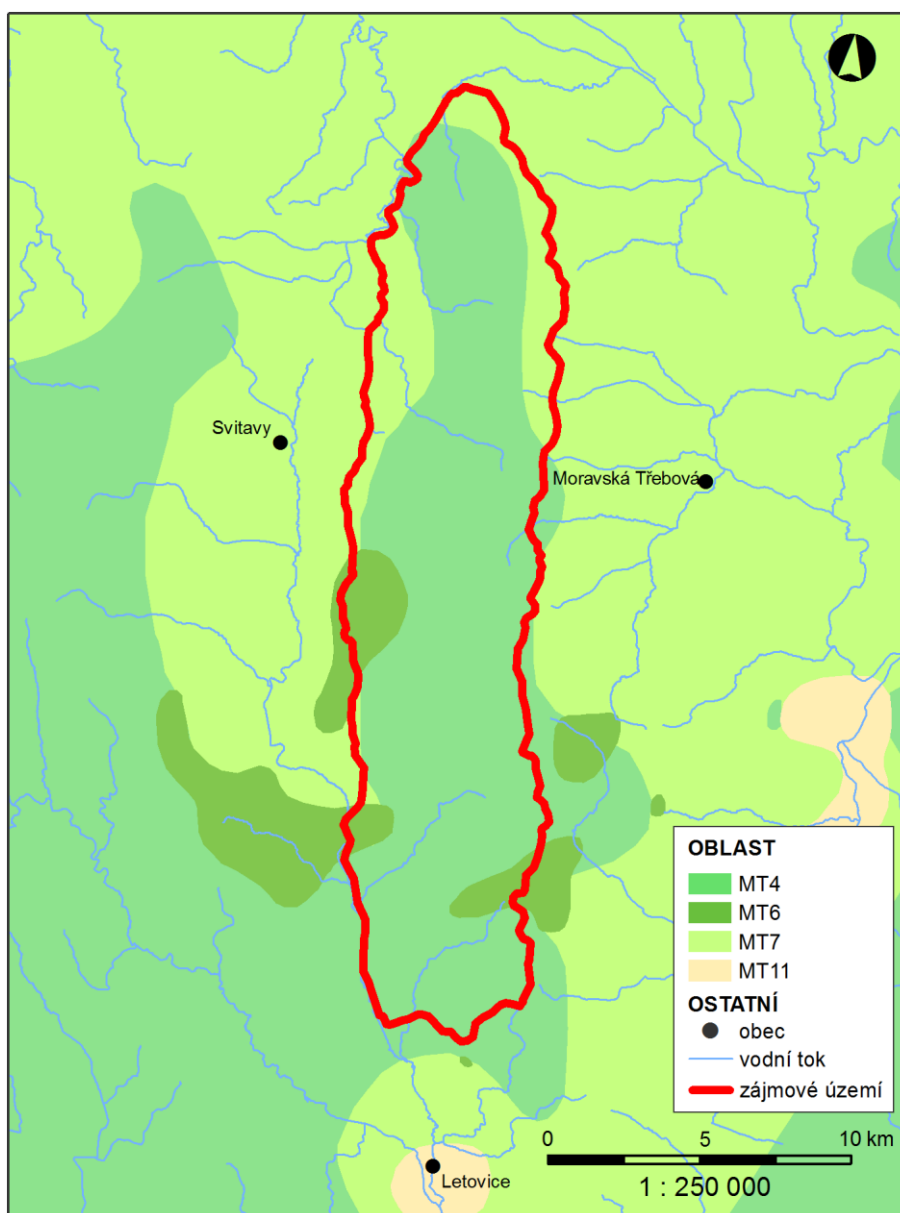 Svitavy
Moravská Třebová
OBLAST
MT4
MT6
MT7
MT11
OSTATNÍ
obec
vodní tok
zájmové území
0 5 10 km
1 : 250 000
Letovice